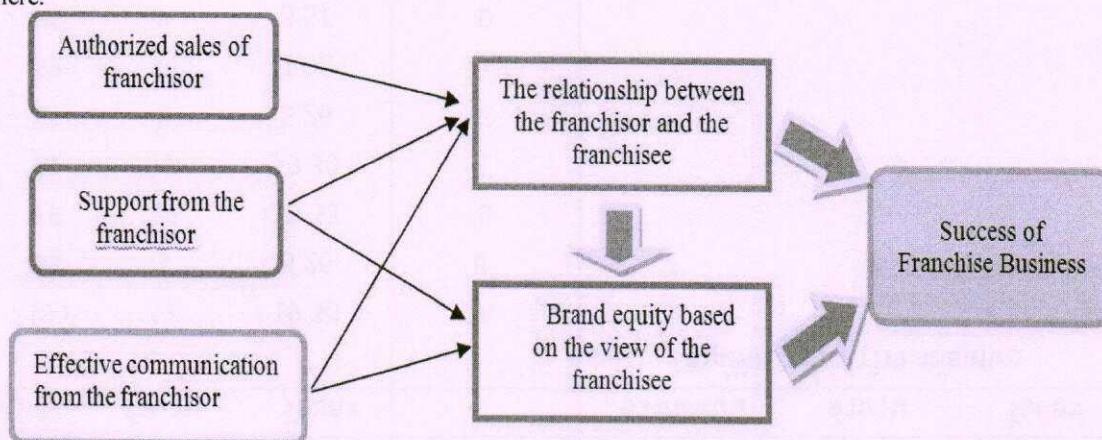 Authorized sales of
franchisor
Support from the
franchisor
Effective communication
from the franchisor
The relationship between
the franchisor and the
franchisee
Brand equity based
on the view of the
franchisee
Success of
Franchise Business